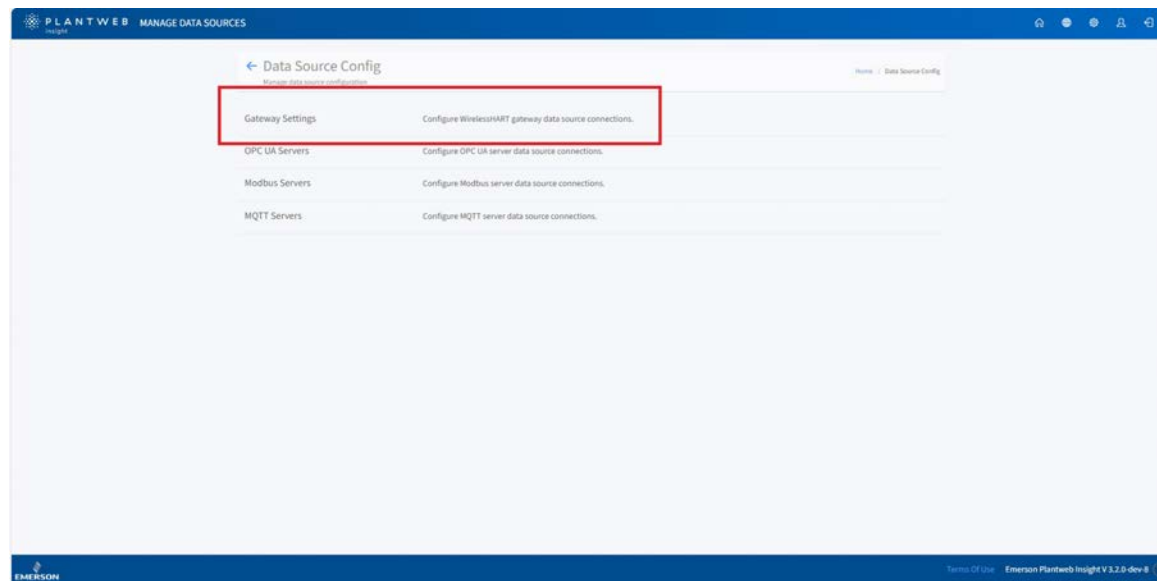 PLANTWEB MANAGE DATA SOURCES
Insight
← Data Source Config
Manage data source configuration
Home / Data Source Config
Gateway Settings Configure WirelessHART gateway data source connections.
OPC UA Servers Configure OPC UA server data source connections.
Modbus Servers Configure Modbus server data source connections.
MQTT Servers Configure MQTT server data source connections.
EMERSON
Terms Of Use Emerson Plantweb Insight V 3.2.0-dev-8